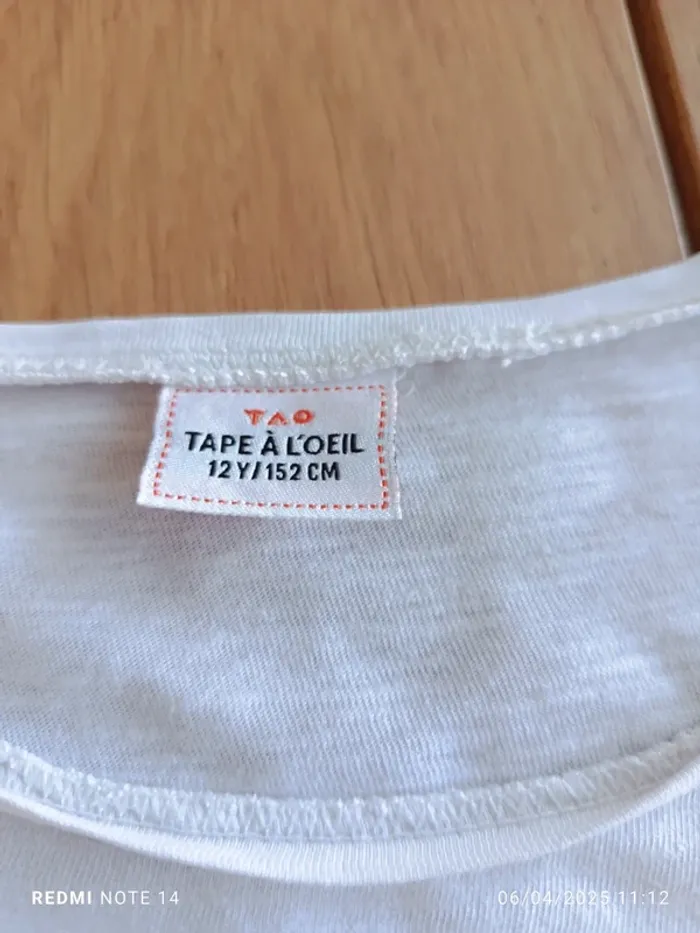 TAO
TAPE À L'OEIL
12 Y/152 CM
REDMI NOTE 14
06/04/2025 11:12